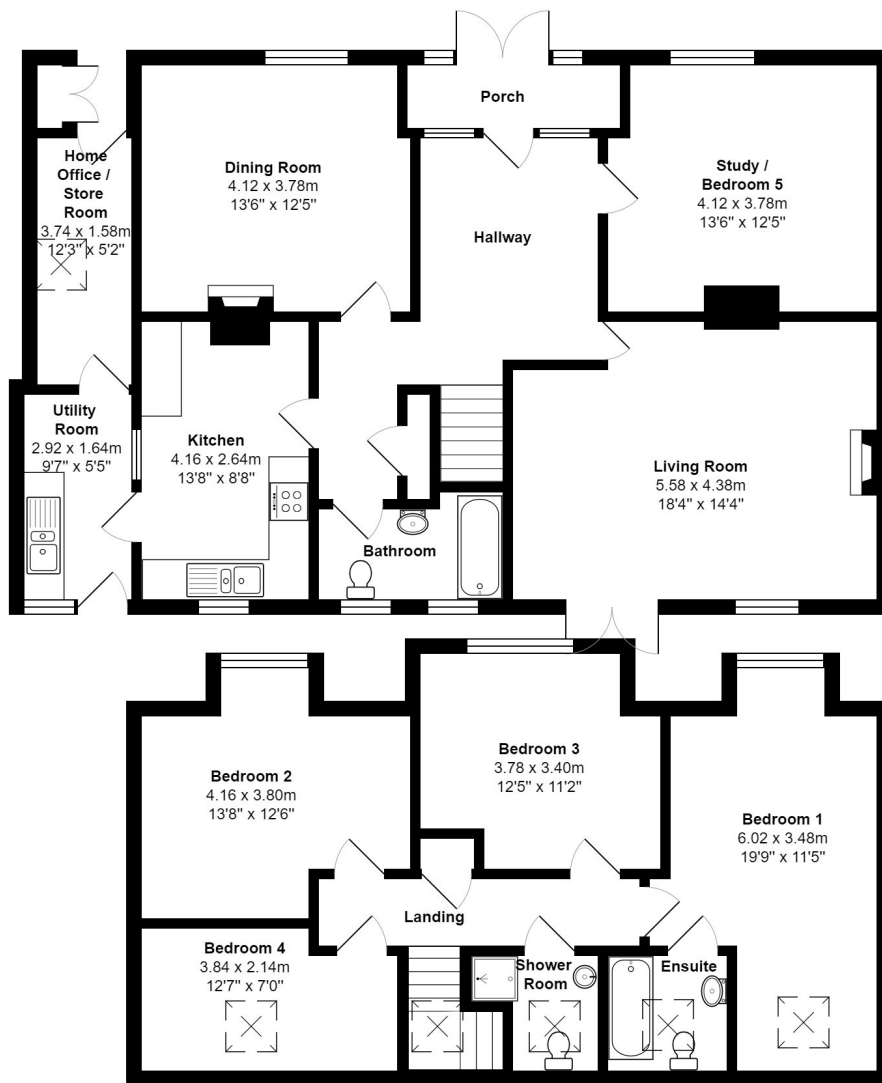 Porch
Home
Office /
Store
Room
3.74 x 1.58m
12'3" x 5'2"
Dining Room
4.12 x 3.78m
13'6" x 12'5"
Study /
Bedroom 5
4.12 x 3.78m
13'6" x 12'5"
Hallway
Utility
Room
2.92 x 1.64m
9'7" x 5'5"
Kitchen
4.16 x 2.64m
13'8" x 8'8"
Living Room
5.58 x 4.38m
18'4" x 14'4"
Bathroom
Bedroom 2
4.16 x 3.80m
13'8" x 12'6"
Bedroom 3
3.78 x 3.40m
12'5" x 11'2"
Bedroom 1
6.02 x 3.48m
19'9" x 11'5"
Landing
Bedroom 4
3.84 x 2.14m
12'7" x 7'0"
Shower
Room
Ensuite